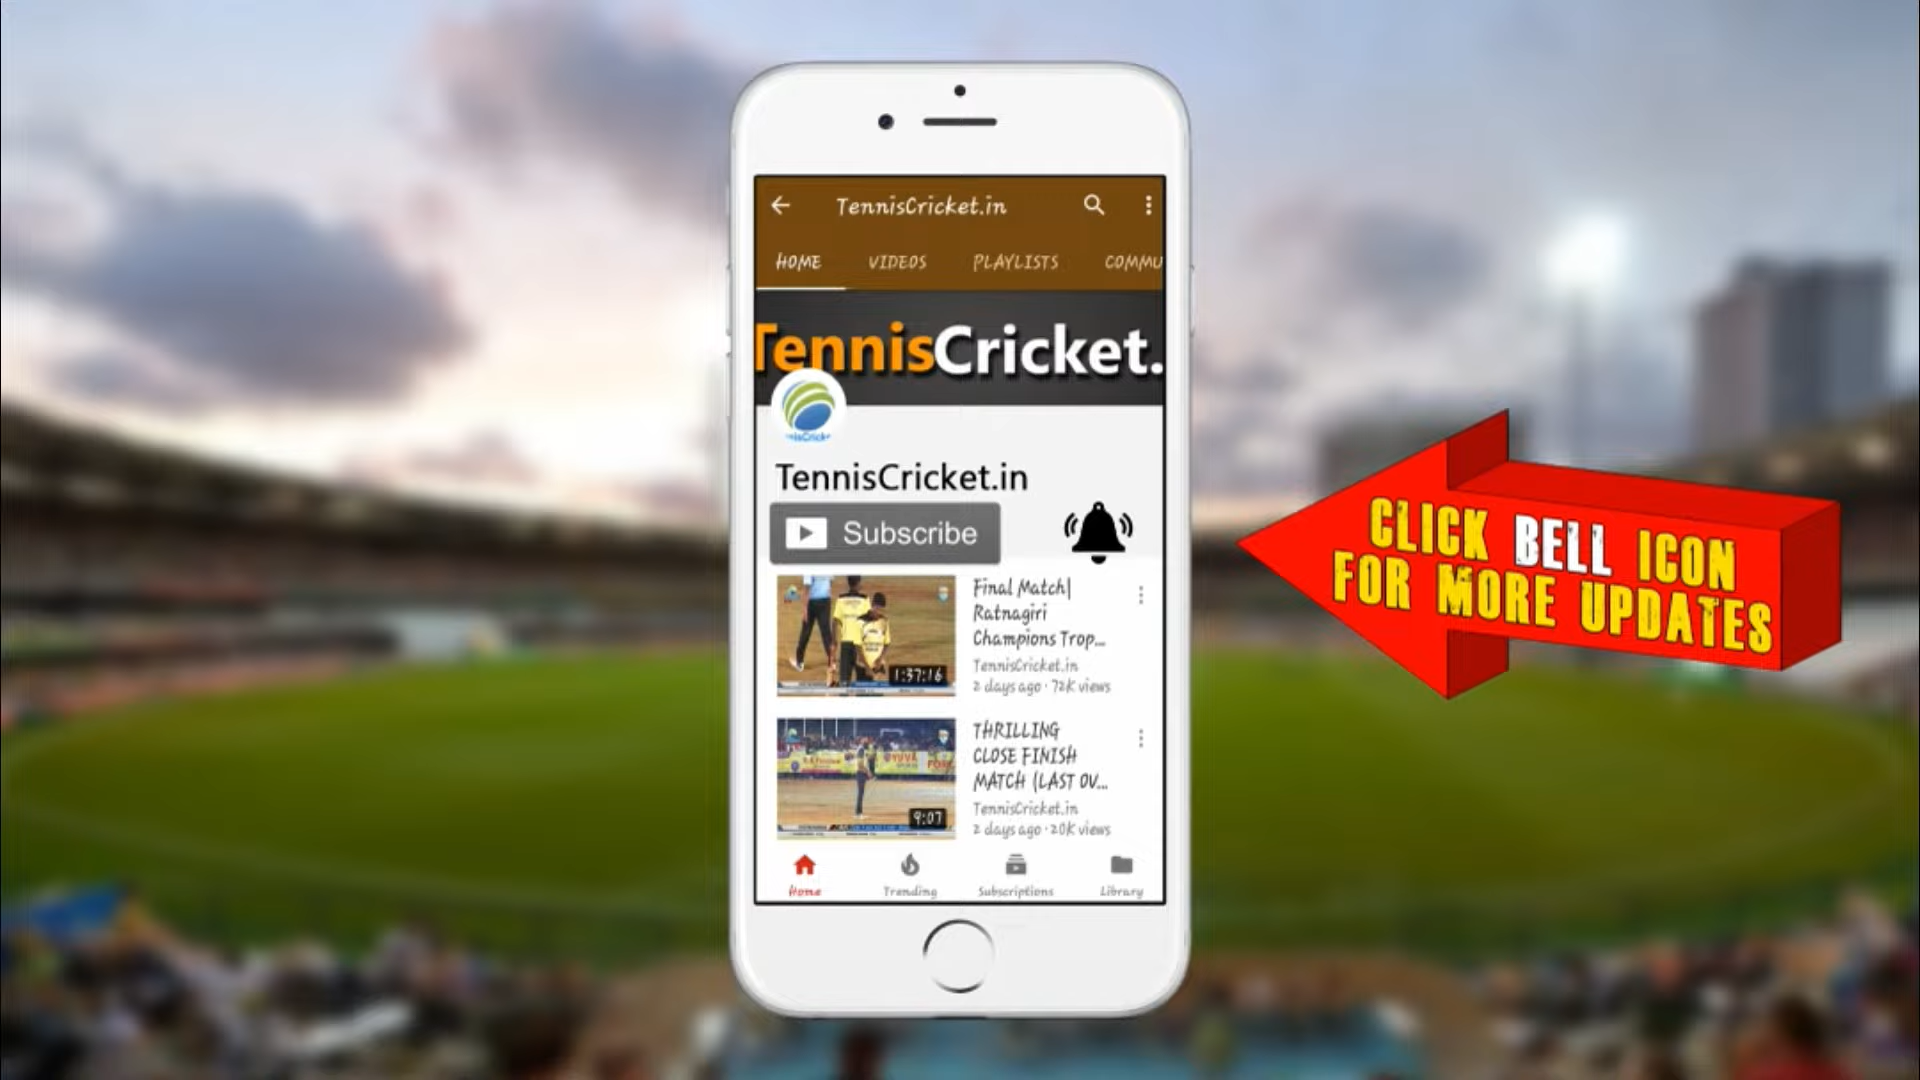 TennisCricket.in
HOME VIDEOS PLAYLISTS COMMU
TennisCricket.
TennisCricket.in
Subscribe
Final Match|
Ratnagiri
Champions Trop...
TennisCricket.in
2 days ago · 72K views
1:37:16
THRILLING
CLOSE FINISH
MATCH (LAST OV...
TennisCricket.in
2 days ago · 20K views
9:07
Home Trending Subscriptions Library
CLICK BELL ICON
FOR MORE UPDATES